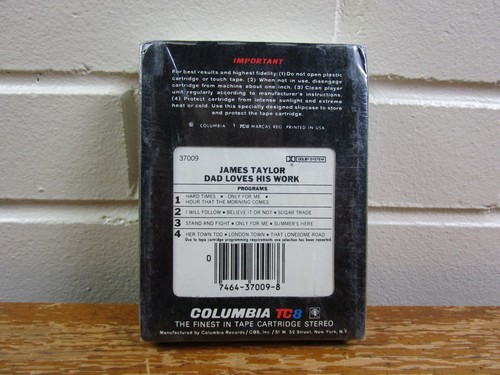 IMPORTANT
For best results and highest fidelity: (1) Do not open plastic
cartridge or touch tape. (2) When not in use, disengage
cartridge from machine about one inch. (3) Clean player
unit regularly according to manufacturer's instructions.
(4) Protect cartridge from intense sunlight and extreme
heat or cold. Use this specially designed slipcase to store
and protect the tape cartridge.
COLUMBIA TC8 MARCAS REG. PRINTED IN USA
37009 DOLBY SYSTEM
JAMES TAYLOR
DAD LOVES HIS WORK
PROGRAMS
1 HARD TIMES • ONLY FOR ME •
HOUR THAT THE MORNING COMES
2 I WILL FOLLOW • BELIEVE IT OR NOT • SUGAR TRADE
3 STAND AND FIGHT • ONLY FOR ME • SUMMER'S HERE
4 HER TOWN TOO • LONDON TOWN • THAT LONESOME ROAD
Due to tape cartridge programming requirements one selection has been repeated.
0
7464-37009-8
COLUMBIA TC8
THE FINEST IN TAPE CARTRIDGE STEREO
Manufactured by Columbia Records / CBS, Inc. / 51 W. 52 Street, New York, N.Y.